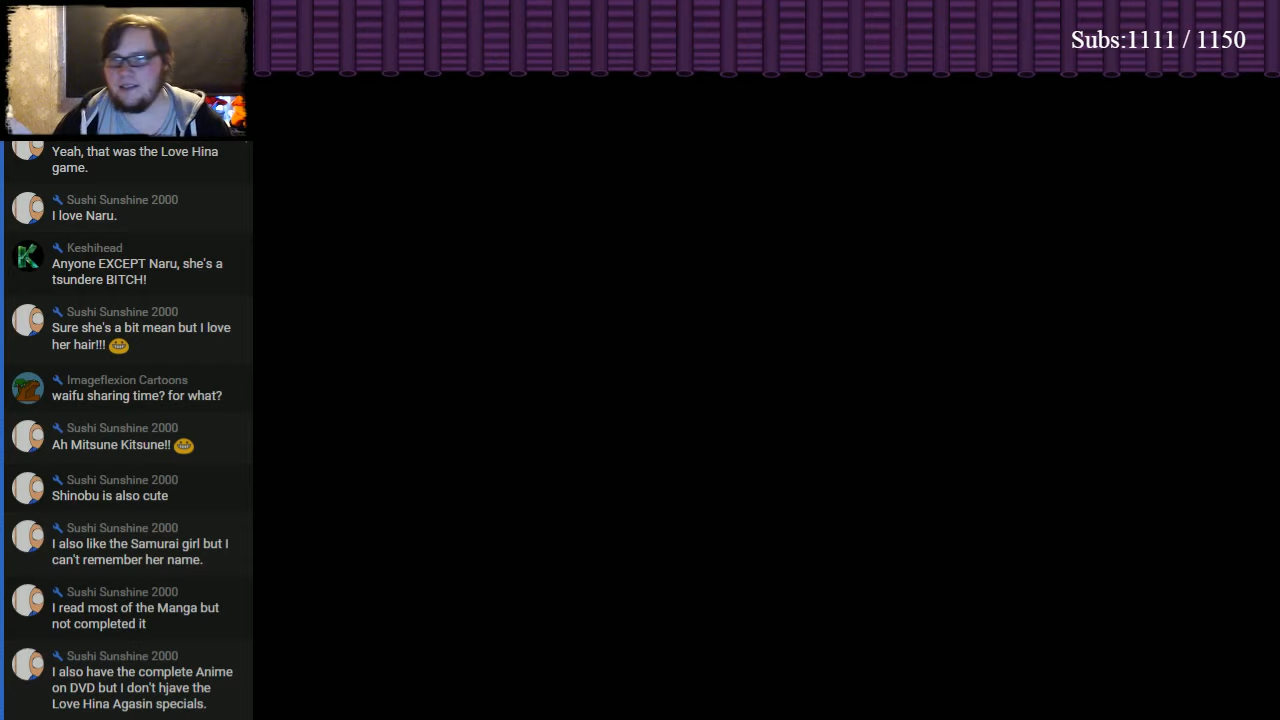 Subs:1111 / 1150
Yeah, that was the Love Hina
game.
Sushi Sunshine 2000
I love Naru.
K
Keshihead
Anyone EXCEPT Naru, she's a
tsundere BITCH!
Sushi Sunshine 2000
Sure she's a bit mean but I love
her hair!!!
Imageflexion Cartoons
waifu sharing time? for what?
Sushi Sunshine 2000
Ah Mitsune Kitsune!!
Sushi Sunshine 2000
Shinobu is also cute
Sushi Sunshine 2000
I also like the Samurai girl but I
can't remember her name.
Sushi Sunshine 2000
I read most of the Manga but
not completed it
Sushi Sunshine 2000
I also have the complete Anime
on DVD but I don't hjave the
Love Hina Agasin specials.